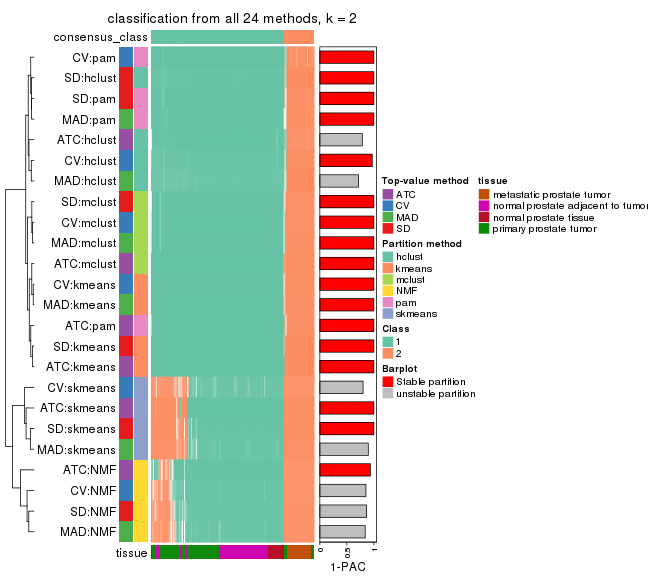 classification from all 24 methods, k = 2
consensus_class
CV:pam
SD:hclust
SD:pam
MAD:pam
ATC:hclust
CV:hclust
MAD:hclust
SD:mclust
CV:mclust
MAD:mclust
ATC:mclust
CV:kmeans
MAD:kmeans
ATC:pam
SD:kmeans
ATC:kmeans
CV:skmeans
ATC:skmeans
SD:skmeans
MAD:skmeans
ATC:NMF
CV:NMF
SD:NMF
MAD:NMF
tissue
0
0.5
1
1-PAC
Top-value method
ATC
CV
MAD
SD
Partition method
hclust
kmeans
mclust
NMF
pam
skmeans
Class
1
2
Barplot
Stable partition
unstable partition
tissue
metastatic prostate tumor
normal prostate adjacent to tumor
normal prostate tissue
primary prostate tumor